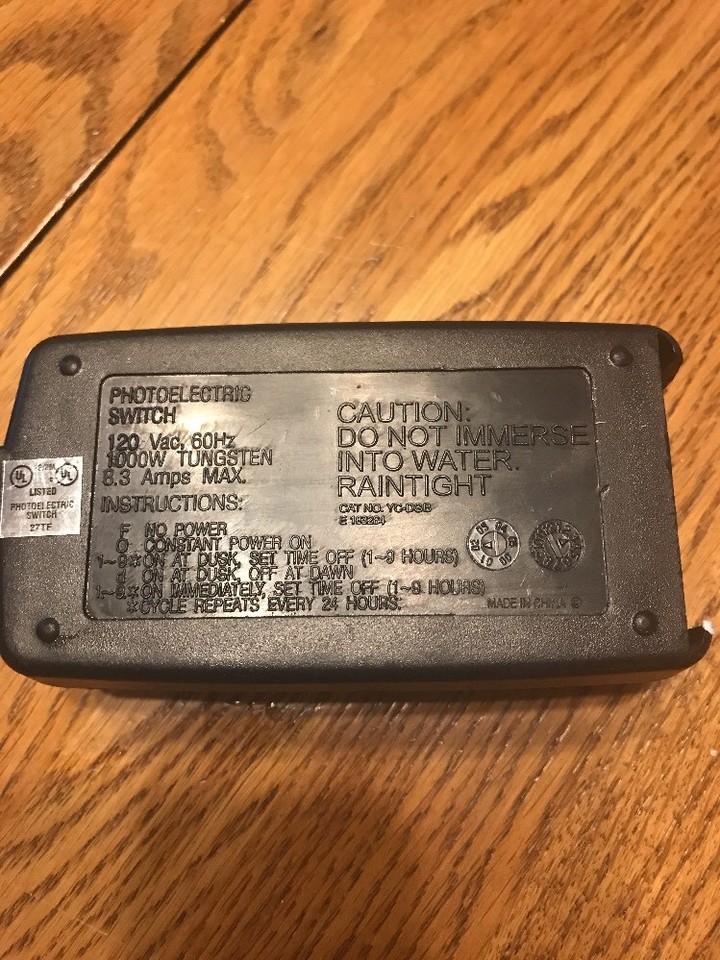 PHOTOELECTRIC
SWITCH
120 Vac, 60Hz
1000W TUNGSTEN
8.3 Amps MAX.
INSTRUCTIONS:
F NO POWER
O CONSTANT POWER ON
1~9* ON AT DUSK, SET TIME OFF (1~9 HOURS)
d ON AT DUSK, OFF AT DAWN
1~9* ON IMMEDIATELY, SET TIME OFF (1~9 HOURS)
*CYCLE REPEATS EVERY 24 HOURS.
CAUTION:
DO NOT IMMERSE
INTO WATER.
RAINTIGHT
CAT NO. YC-DSB
MADE IN CHINA
UL UL
LISTED
PHOTOELECTRIC
SWITCH
27TE